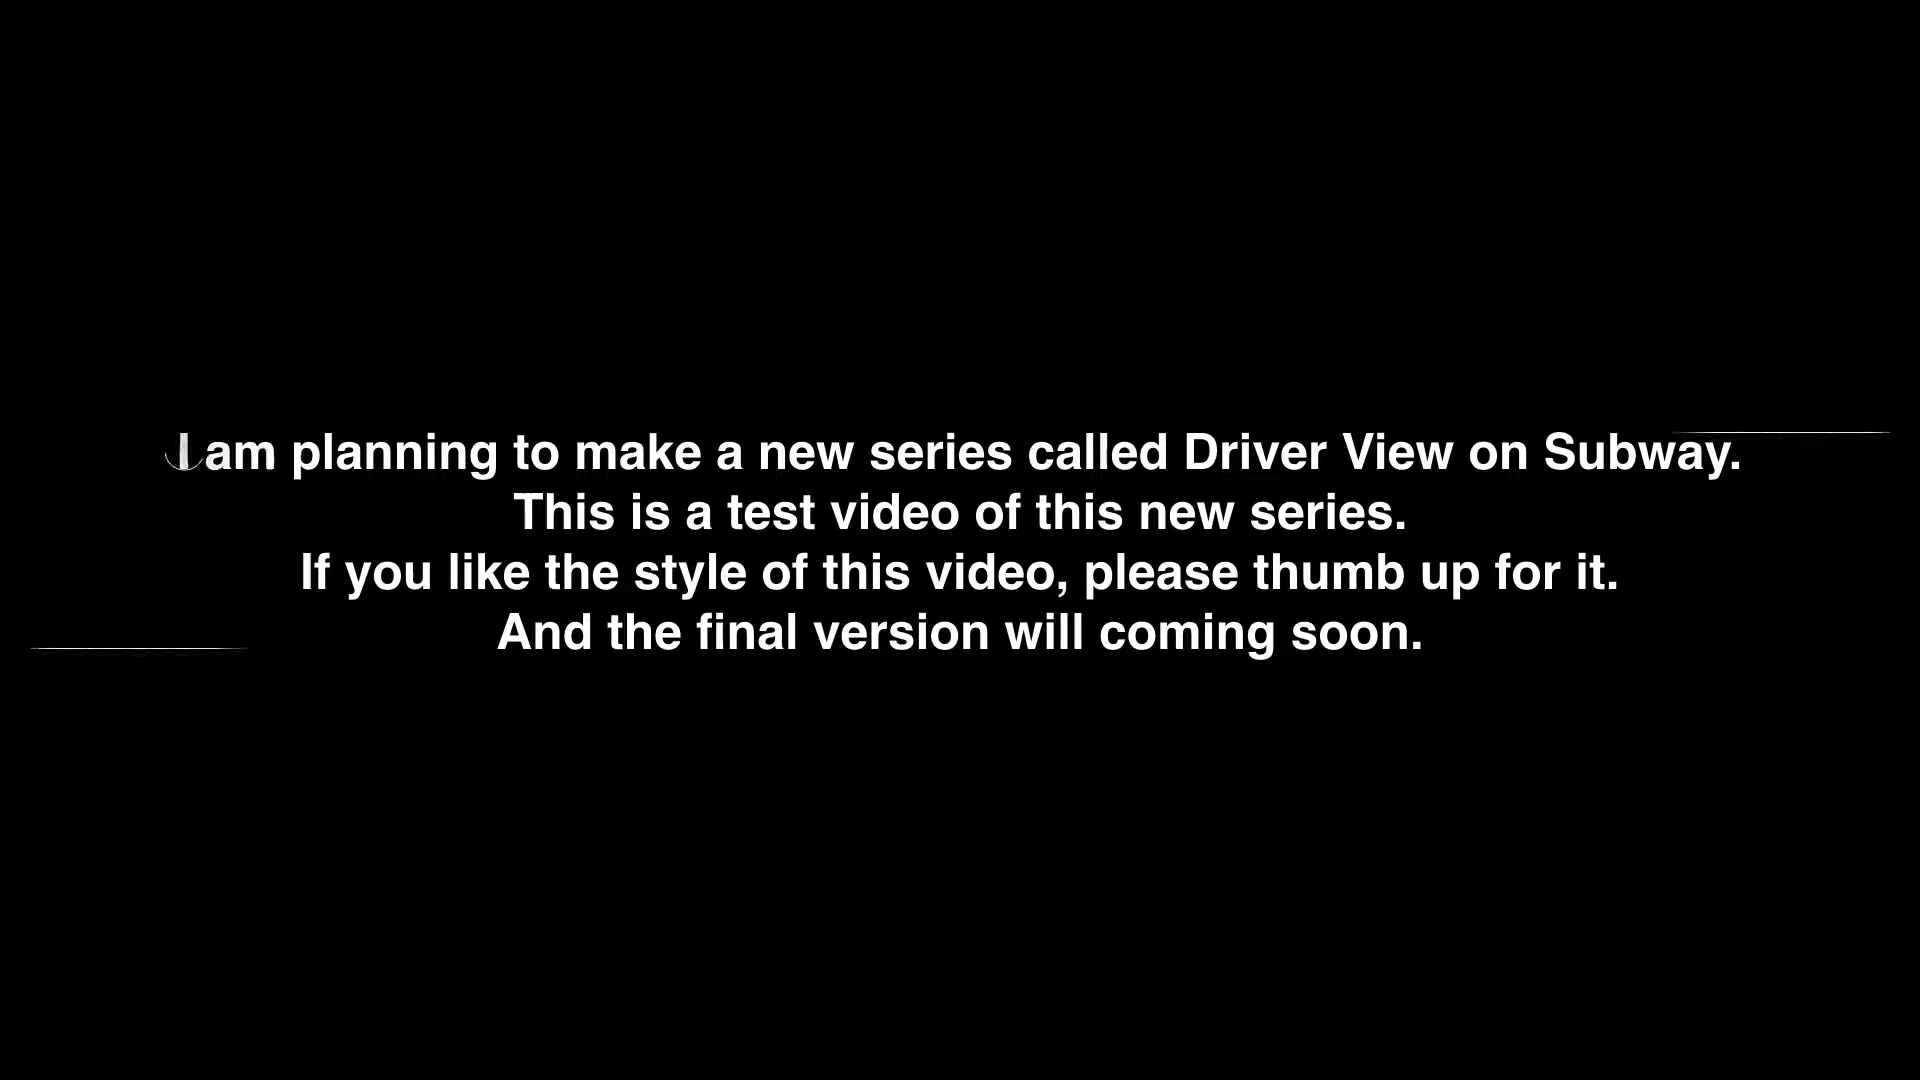 I am planning to make a new series called Driver View on Subway.
This is a test video of this new series.
If you like the style of this video, please thumb up for it.
And the final version will coming soon.